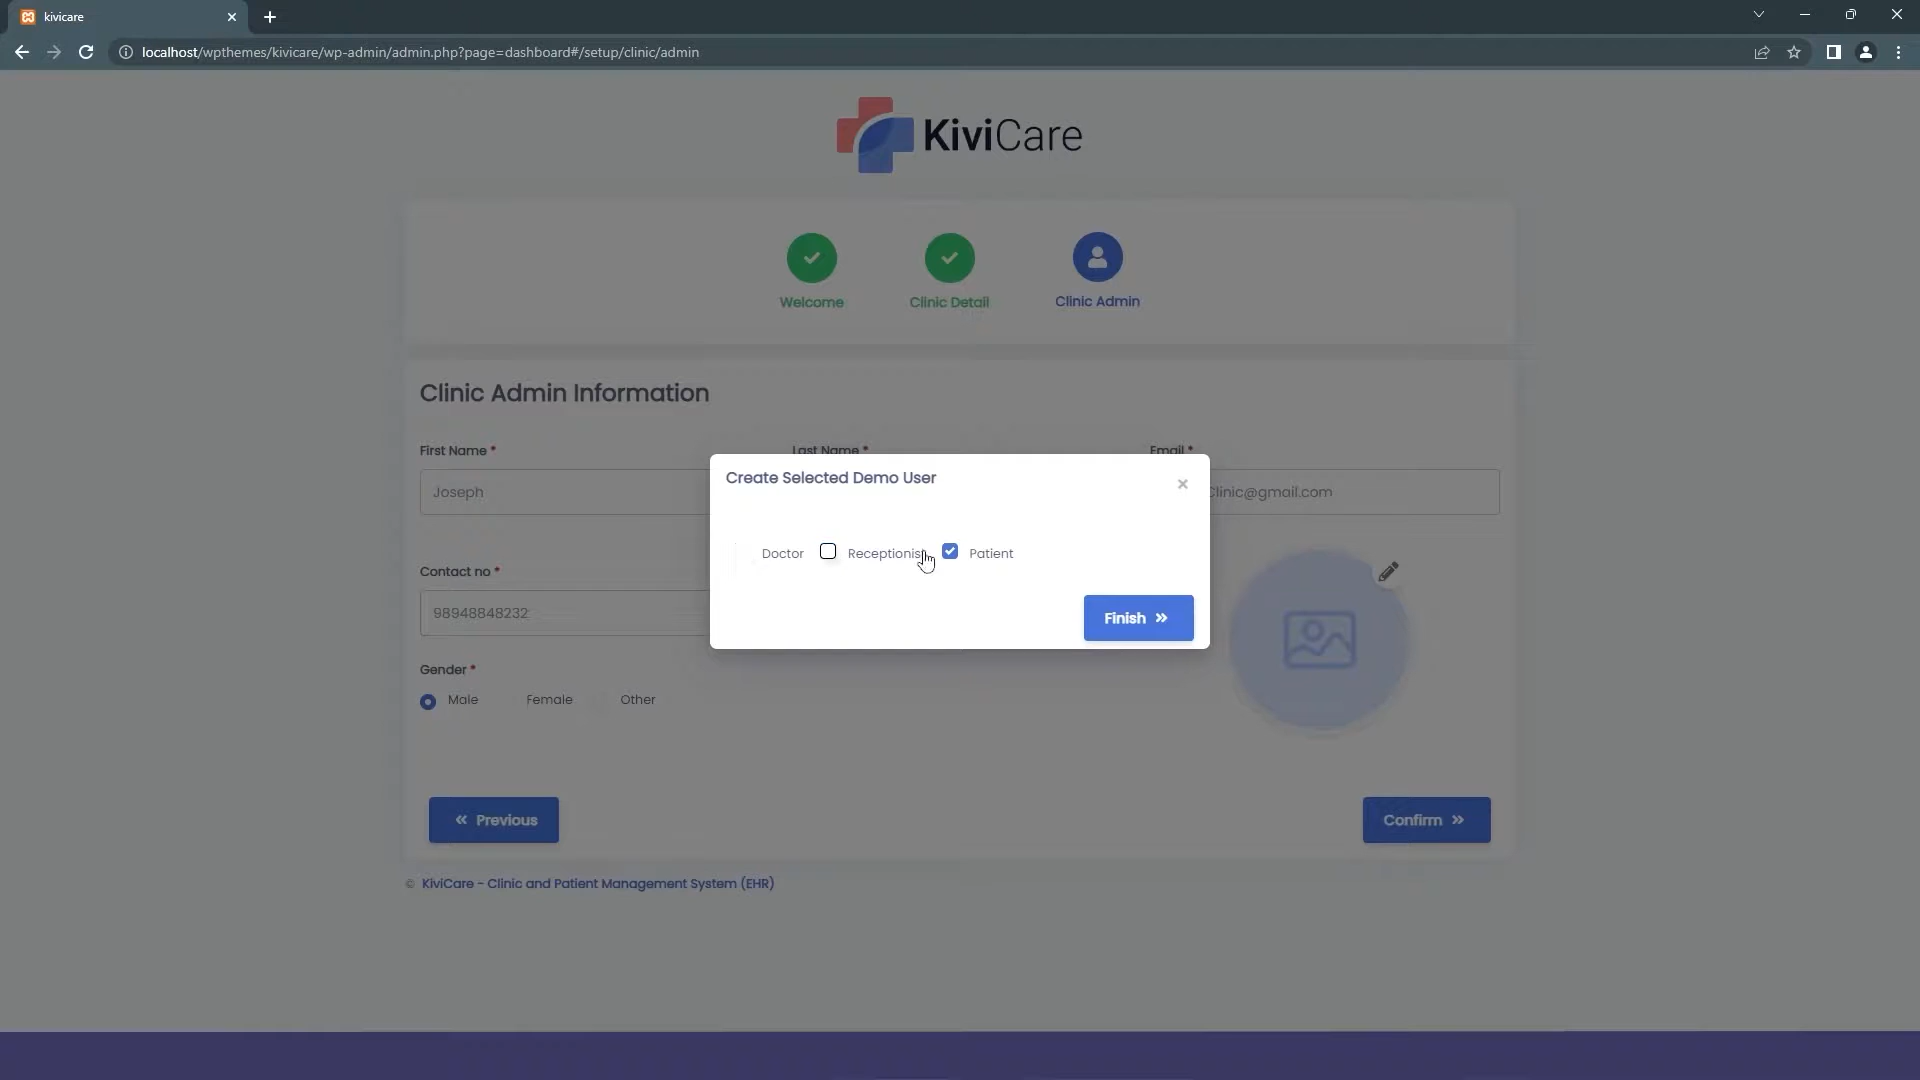 kivicare
localhost/wpthemes/kivicare/wp-admin/admin.php?page=dashboard#/setup/clinic/admin
KiviCare
Welcome
Clinic Detail
Clinic Admin
Clinic Admin Information
First Name *
Last Name *
Email *
Joseph
Clinic@gmail.com
Create Selected Demo User
Doctor
Receptionist
Patient
Finish
Contact no *
98948848232
Gender *
Male
Female
Other
Previous
Confirm
© KiviCare - Clinic and Patient Management System (EHR)